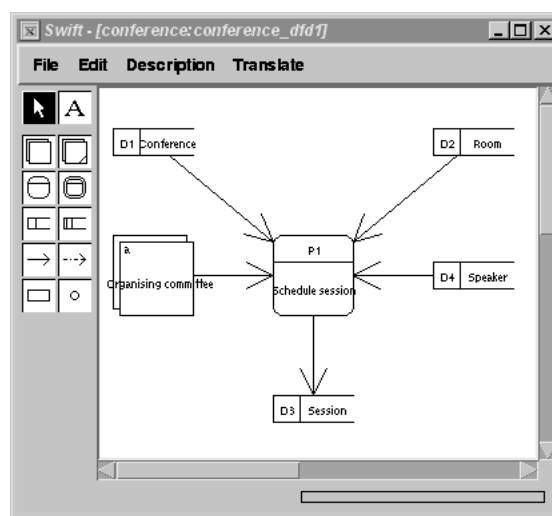 Swift - [conference:conference_dfd1]
File Edit Description Translate
A
D1 Conference
D2 Room
a
Organising committee
P1
Schedule session
D4 Speaker
D3 Session